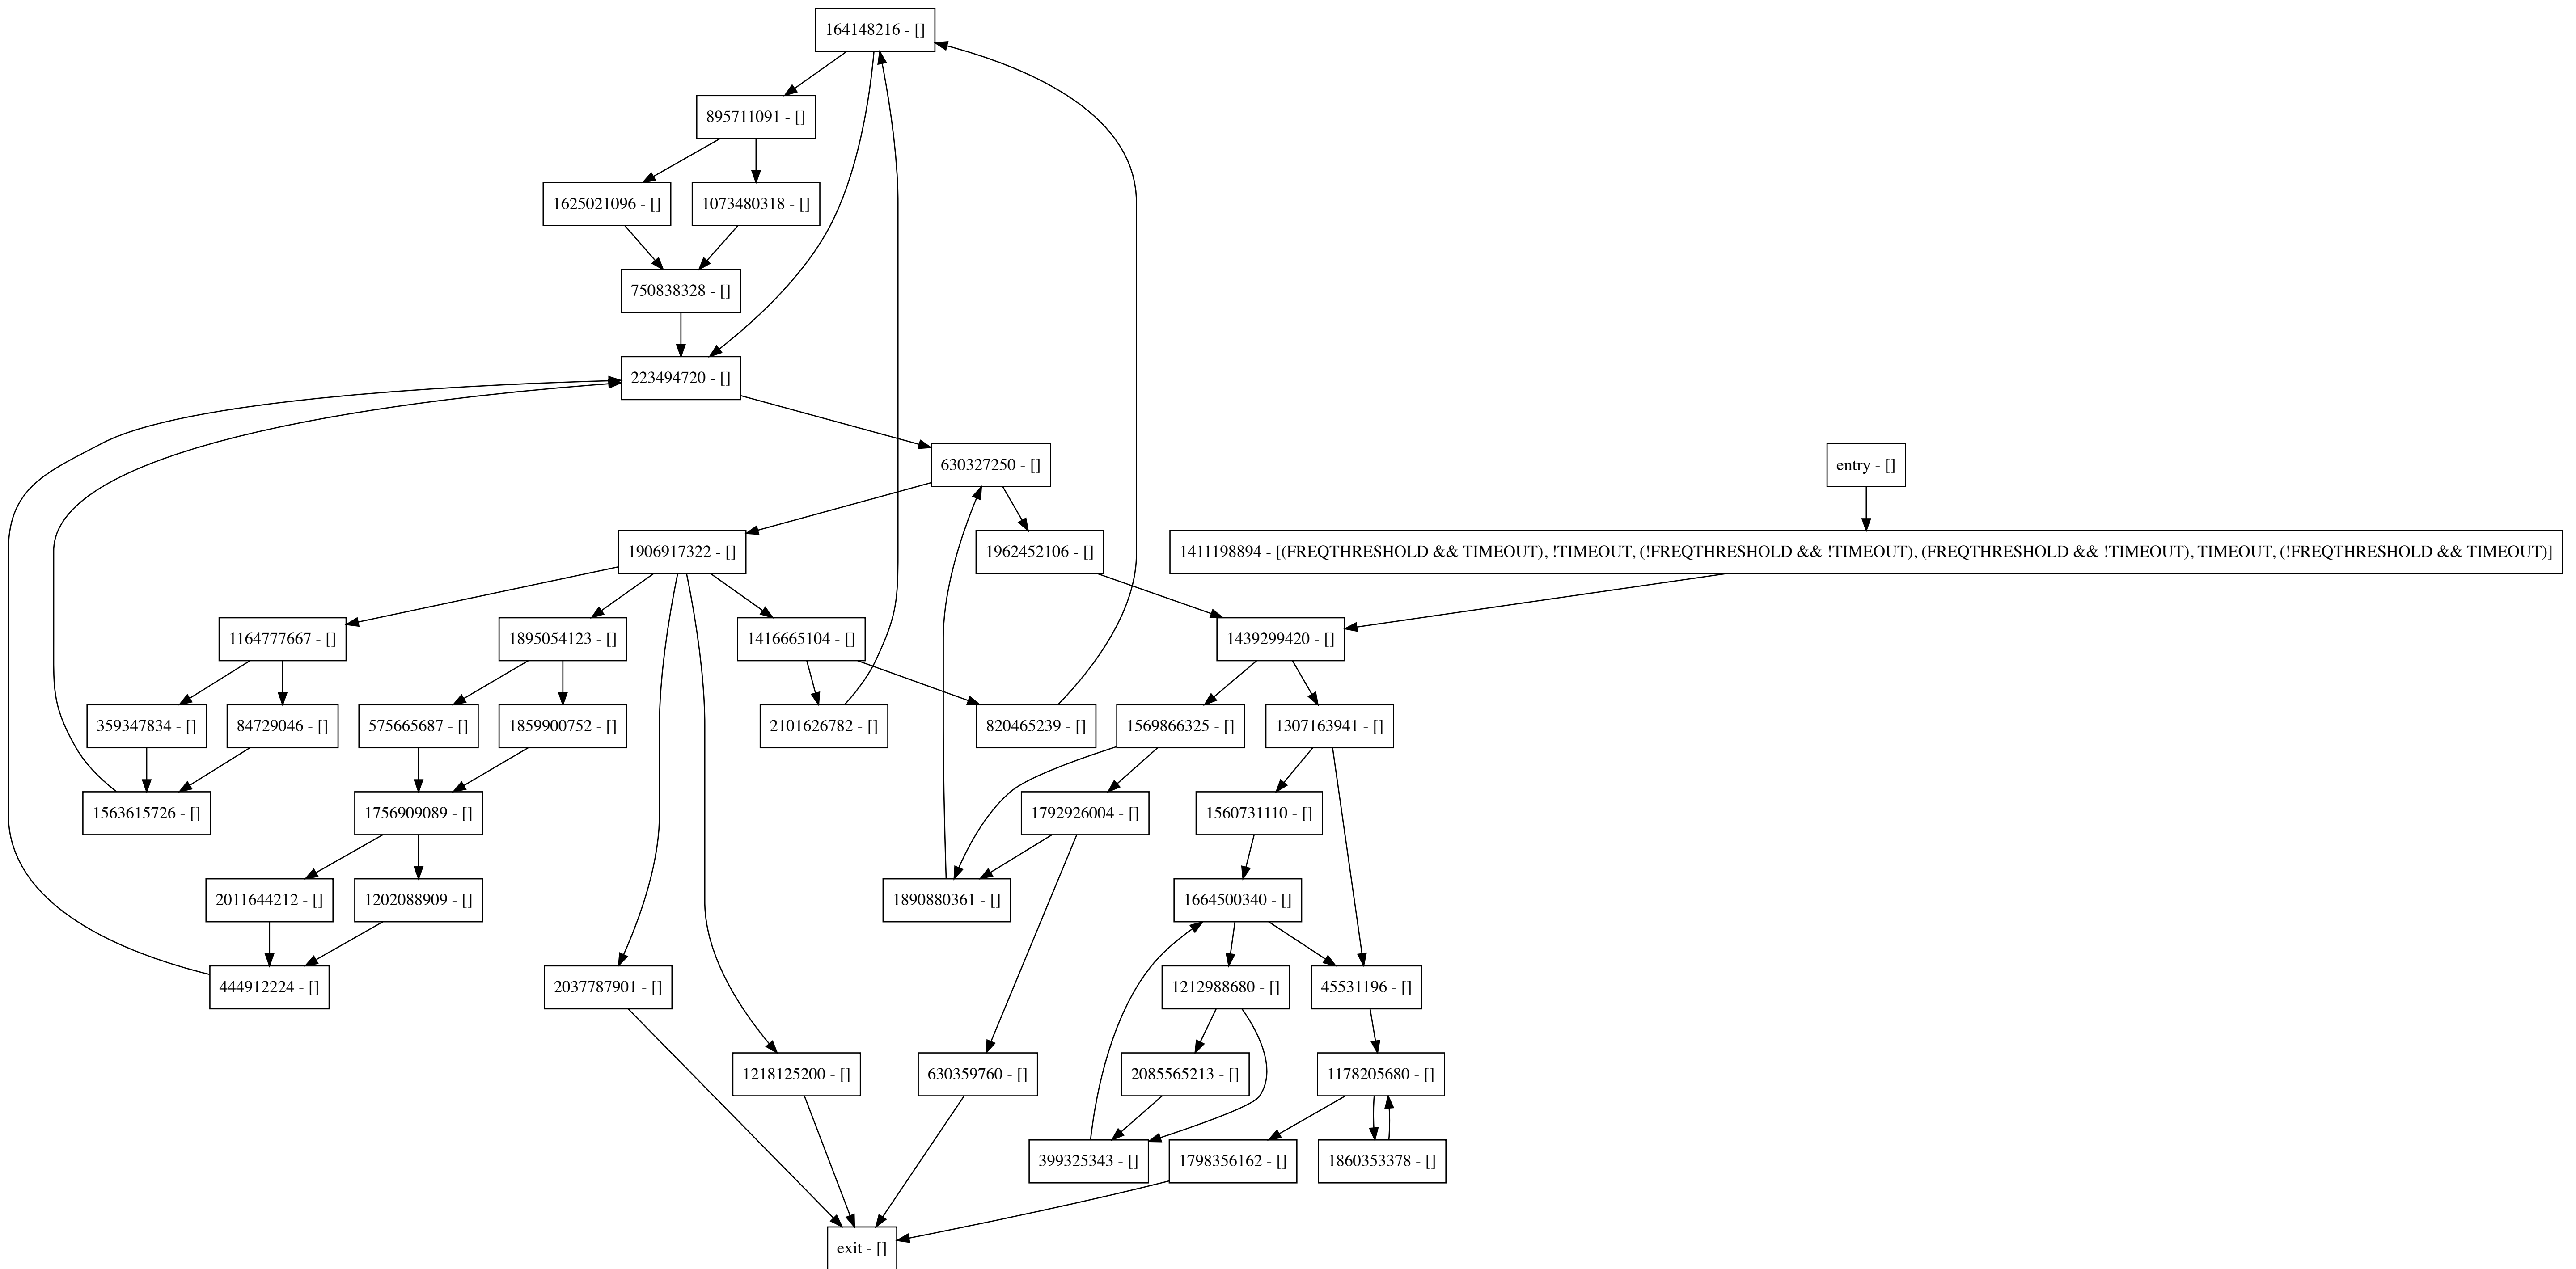 164148216 - []
895711091 - []
1625021096 - []
1073480318 - []
750838328 - []
223494720 - []
630327250 - []
entry - []
1906917322 - []
1962452106 - []
1411198894 - [(FREQTHRESHOLD && TIMEOUT), !TIMEOUT, (!FREQTHRESHOLD && !TIMEOUT), (FREQTHRESHOLD && !TIMEOUT), TIMEOUT, (!FREQTHRESHOLD && TIMEOUT)]
1164777667 - []
1895054123 - []
1416665104 - []
1439299420 - []
359347834 - []
84729046 - []
575665687 - []
1859900752 - []
2101626782 - []
820465239 - []
1569866325 - []
1307163941 - []
1563615726 - []
1756909089 - []
1792926004 - []
1560731110 - []
2011644212 - []
1202088909 - []
1890880361 - []
1664500340 - []
444912224 - []
2037787901 - []
1212988680 - []
45531196 - []
1218125200 - []
630359760 - []
2085565213 - []
1178205680 - []
399325343 - []
1798356162 - []
1860353378 - []
exit - []